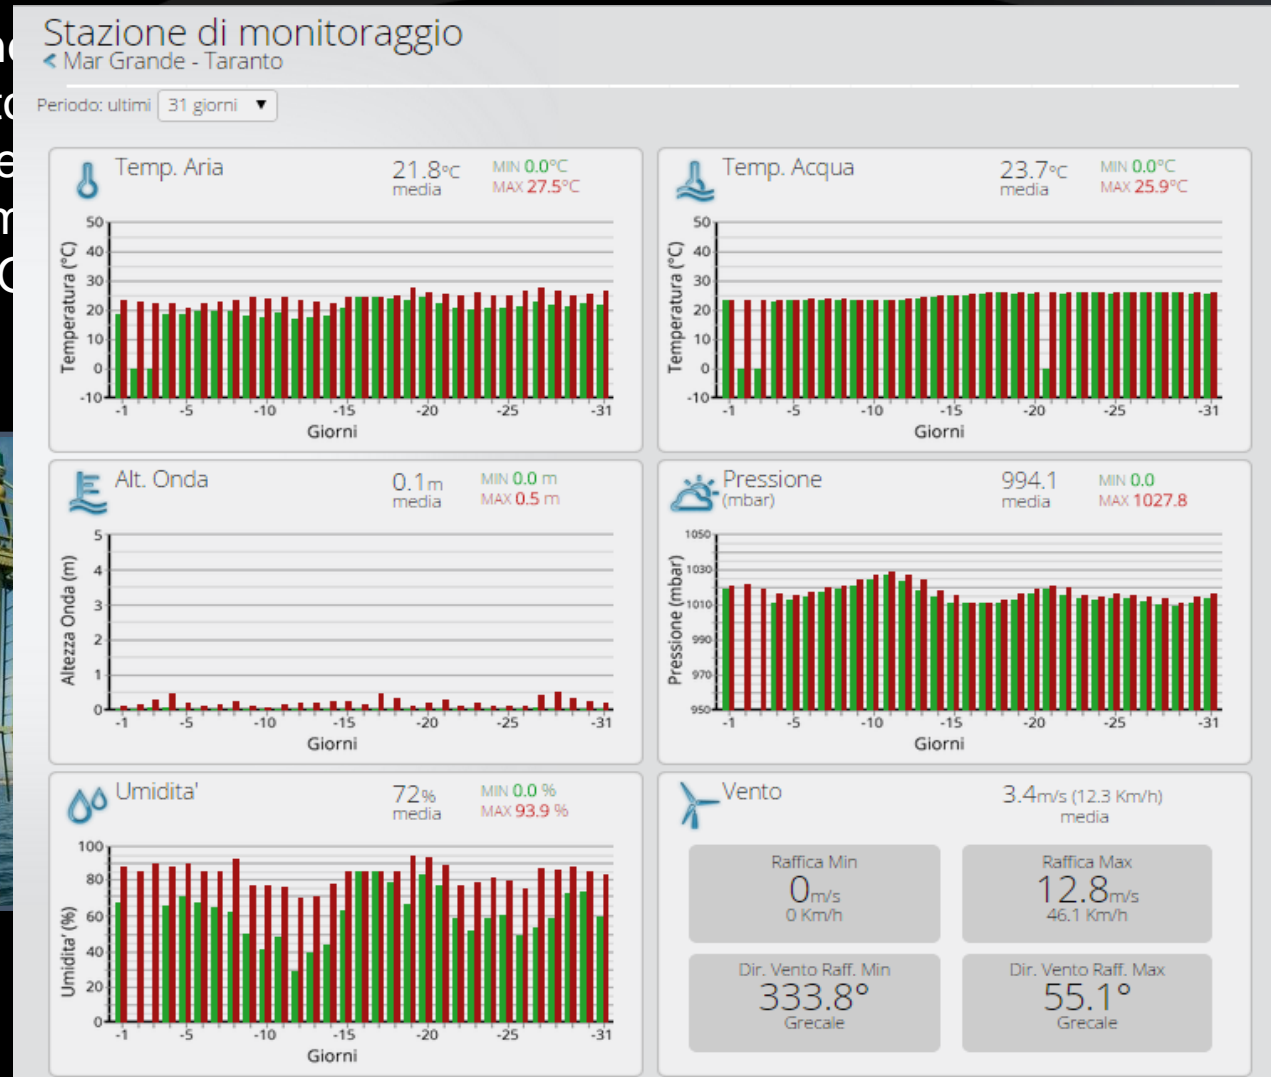 Stazione di monitoraggio
< Mar Grande - Taranto
Periodo: ultimi 31 giorni ▼
Temp. Aria
21.8°C
media
MIN 0.0°C
MAX 27.5°C
Temperatura (°C)
50
40
30
20
10
0
-10
-1 -5 -10 -15 -20 -25 -31
Giorni
Temp. Acqua
23.7°C
media
MIN 0.0°C
MAX 25.9°C
Temperatura (°C)
50
40
30
20
10
0
-10
-1 -5 -10 -15 -20 -25 -31
Giorni
Alt. Onda
0.1m
media
MIN 0.0 m
MAX 0.5 m
Altezza Onda (m)
5
4
3
2
1
0
-1 -5 -10 -15 -20 -25 -31
Giorni
Pressione
(mbar)
994.1
media
MIN 0.0
MAX 1027.8
Pressione (mbar)
1050
1030
1010
990
970
950
-1 -5 -10 -15 -20 -25 -31
Giorni
Umidita'
72%
media
MIN 0.0 %
MAX 93.9 %
Umidita' (%)
100
80
60
40
20
0
-1 -5 -10 -15 -20 -25 -31
Giorni
Vento
3.4m/s (12.3 Km/h)
media
Raffica Min
0m/s
0 Km/h
Raffica Max
12.8m/s
46.1 Km/h
Dir. Vento Raff. Min
333.8°
Grecale
Dir. Vento Raff. Max
55.1°
Grecale